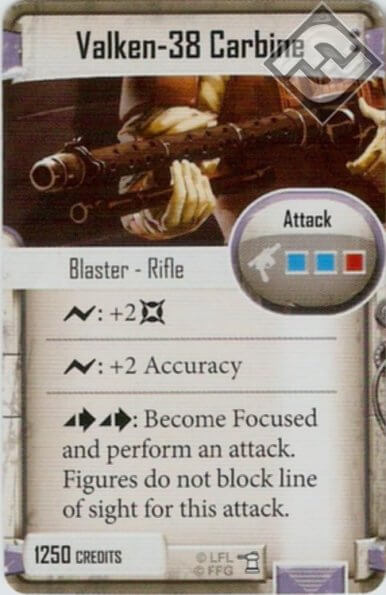 Valken-38 Carbine
Attack
Blaster - Rifle
: +2
: +2 Accuracy
: Become Focused
and perform an attack.
Figures do not block line
of sight for this attack.
1250 CREDITS
© LFL
© FFG